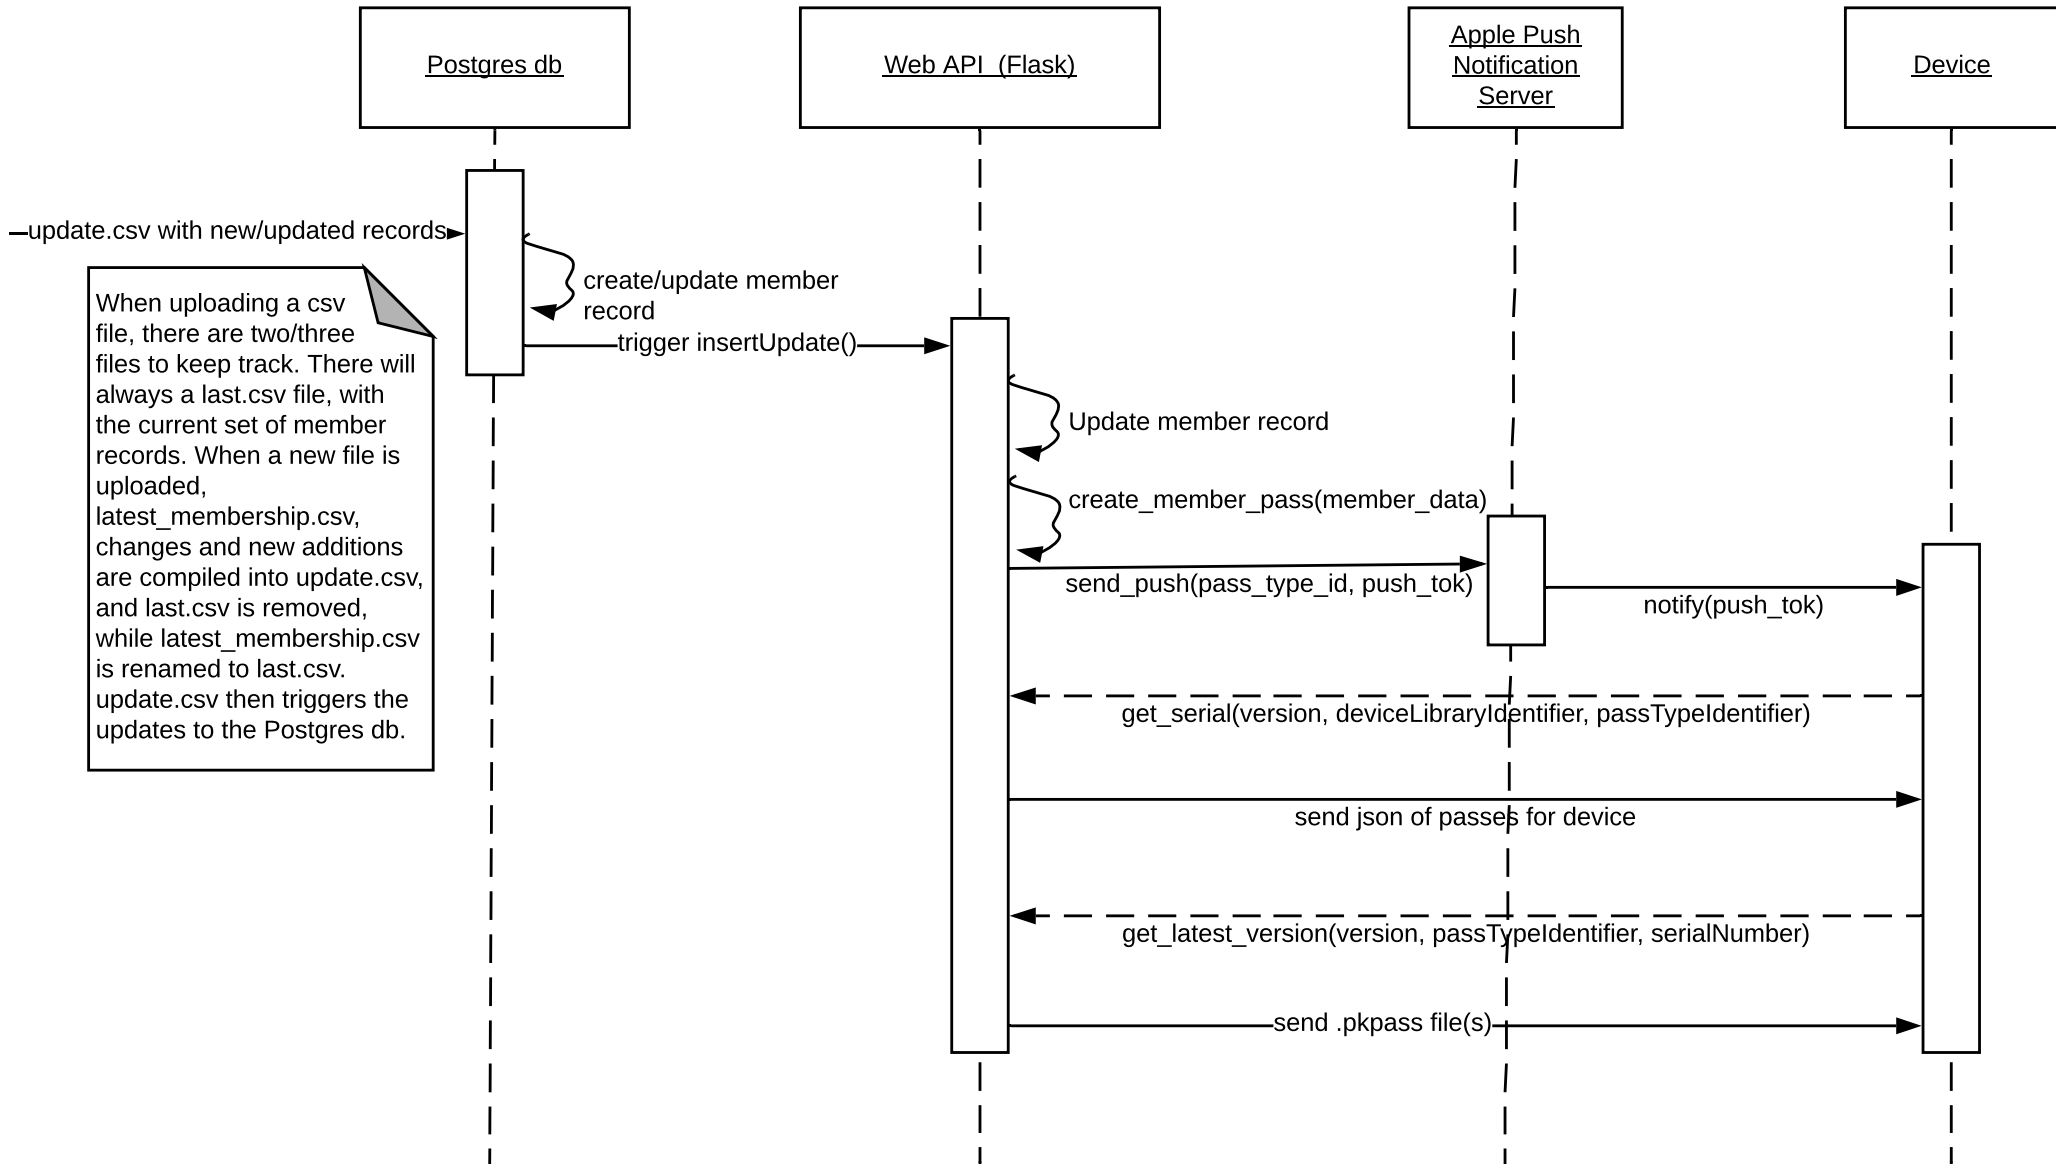 Postgres db
Web API  (Flask)
Apple Push
Notification
Server
Device
update.csv with new/updated records
create/update member
record
trigger insertUpdate()
When uploading a csv
file, there are two/three
files to keep track. There will
always a last.csv file, with
the current set of member
records. When a new file is
uploaded,
latest_membership.csv,
changes and new additions
are compiled into update.csv,
and last.csv is removed,
while latest_membership.csv
is renamed to last.csv.
update.csv then triggers the
updates to the Postgres db.
Update member record
create_member_pass(member_data)
send_push(pass_type_id, push_tok)
notify(push_tok)
get_serial(version, deviceLibraryIdentifier, passTypeIdentifier)
send json of passes for device
get_latest_version(version, passTypeIdentifier, serialNumber)
send .pkpass file(s)